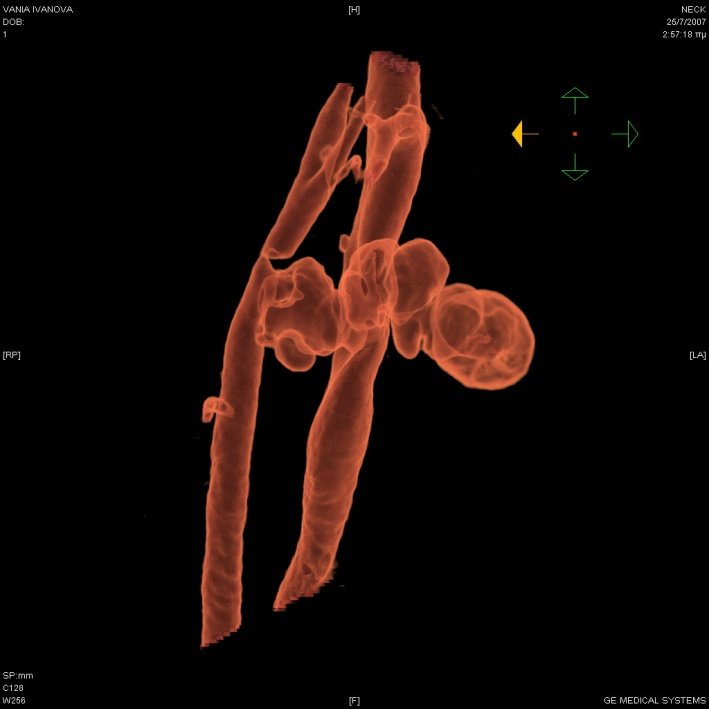 VANIA IVANOVA
DOB:
1
[H]
NECK
25/7/2007
2:57:18 πμ
[RP]
[LA]
SP:mm
C128
W256
[F]
GE MEDICAL SYSTEMS